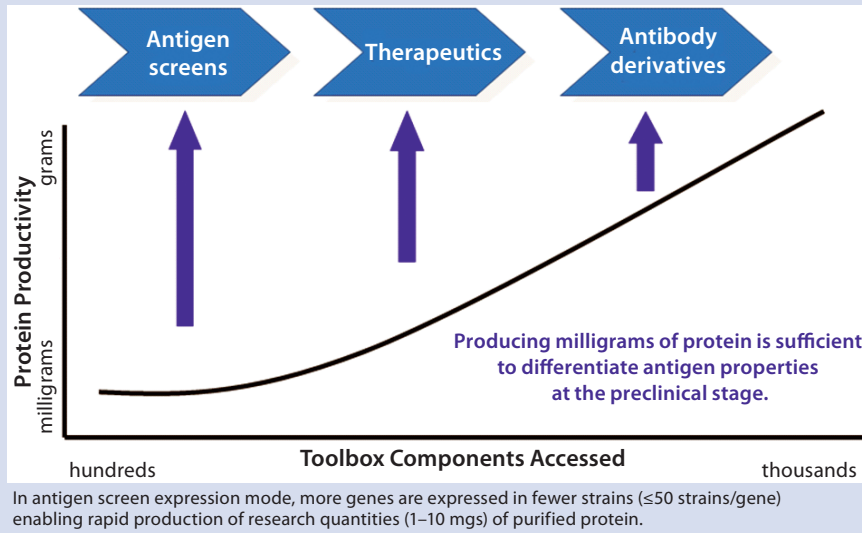 Antigen
screens
Therapeutics
Antibody
derivatives
Protein Productivity
grams
milligrams
Producing milligrams of protein is sufficient
to differentiate antigen properties
at the preclinical stage.
hundreds
Toolbox Components Accessed
thousands
In antigen screen expression mode, more genes are expressed in fewer strains (≤50 strains/gene)
enabling rapid production of research quantities (1–10 mgs) of purified protein.